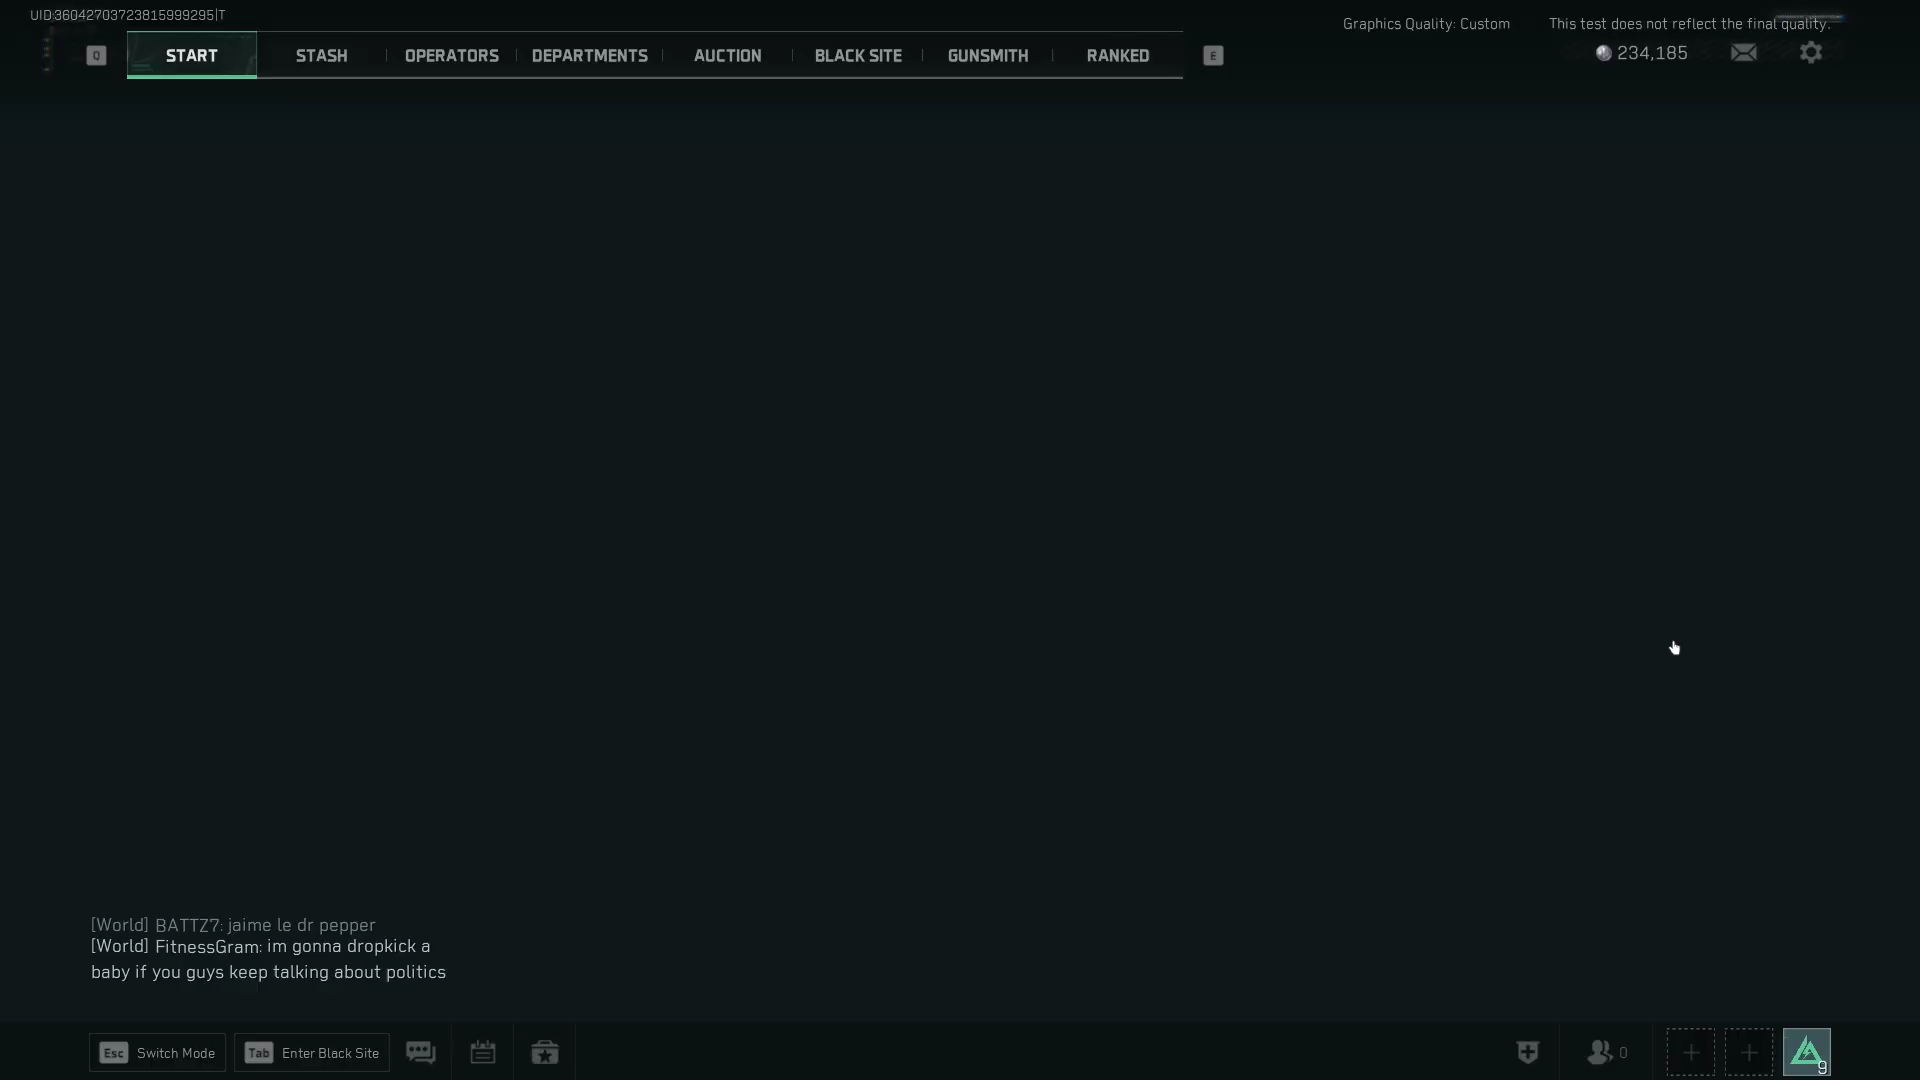 UID:36042703723815999295|T
Graphics Quality: Custom
This test does not reflect the final quality.
Q
START
STASH
OPERATORS
DEPARTMENTS
AUCTION
BLACK SITE
GUNSMITH
RANKED
E
234,185
[World] BATTZ7: jaime le dr pepper
[World] FitnessGram: im gonna dropkick a
baby if you guys keep talking about politics
Esc Switch Mode
Tab Enter Black Site
0
9